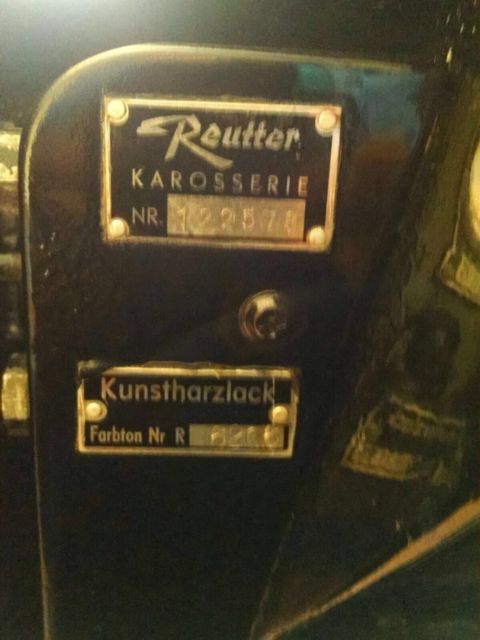 Reutter
KAROSSERIE
NR.
Kunstharzlack
Farbton Nr R